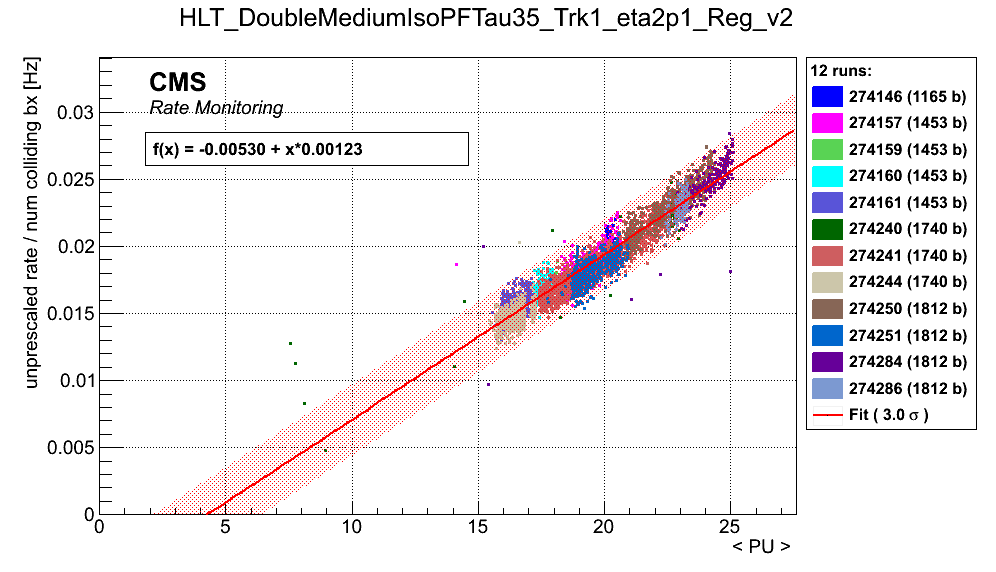 HLT_DoubleMediumIsoPFTau35_Trk1_eta2p1_Reg_v2
unprescaled rate / num colliding bx [Hz]
CMS
Rate Monitoring
f(x) = -0.00530 + x*0.00123
0.03
0.025
0.02
0.015
0.01
0.005
0
0 5 10 15 20 25
< PU >
12 runs:
274146 (1165 b)
274157 (1453 b)
274159 (1453 b)
274160 (1453 b)
274161 (1453 b)
274240 (1740 b)
274241 (1740 b)
274244 (1740 b)
274250 (1812 b)
274251 (1812 b)
274284 (1812 b)
274286 (1812 b)
Fit ( 3.0 σ )